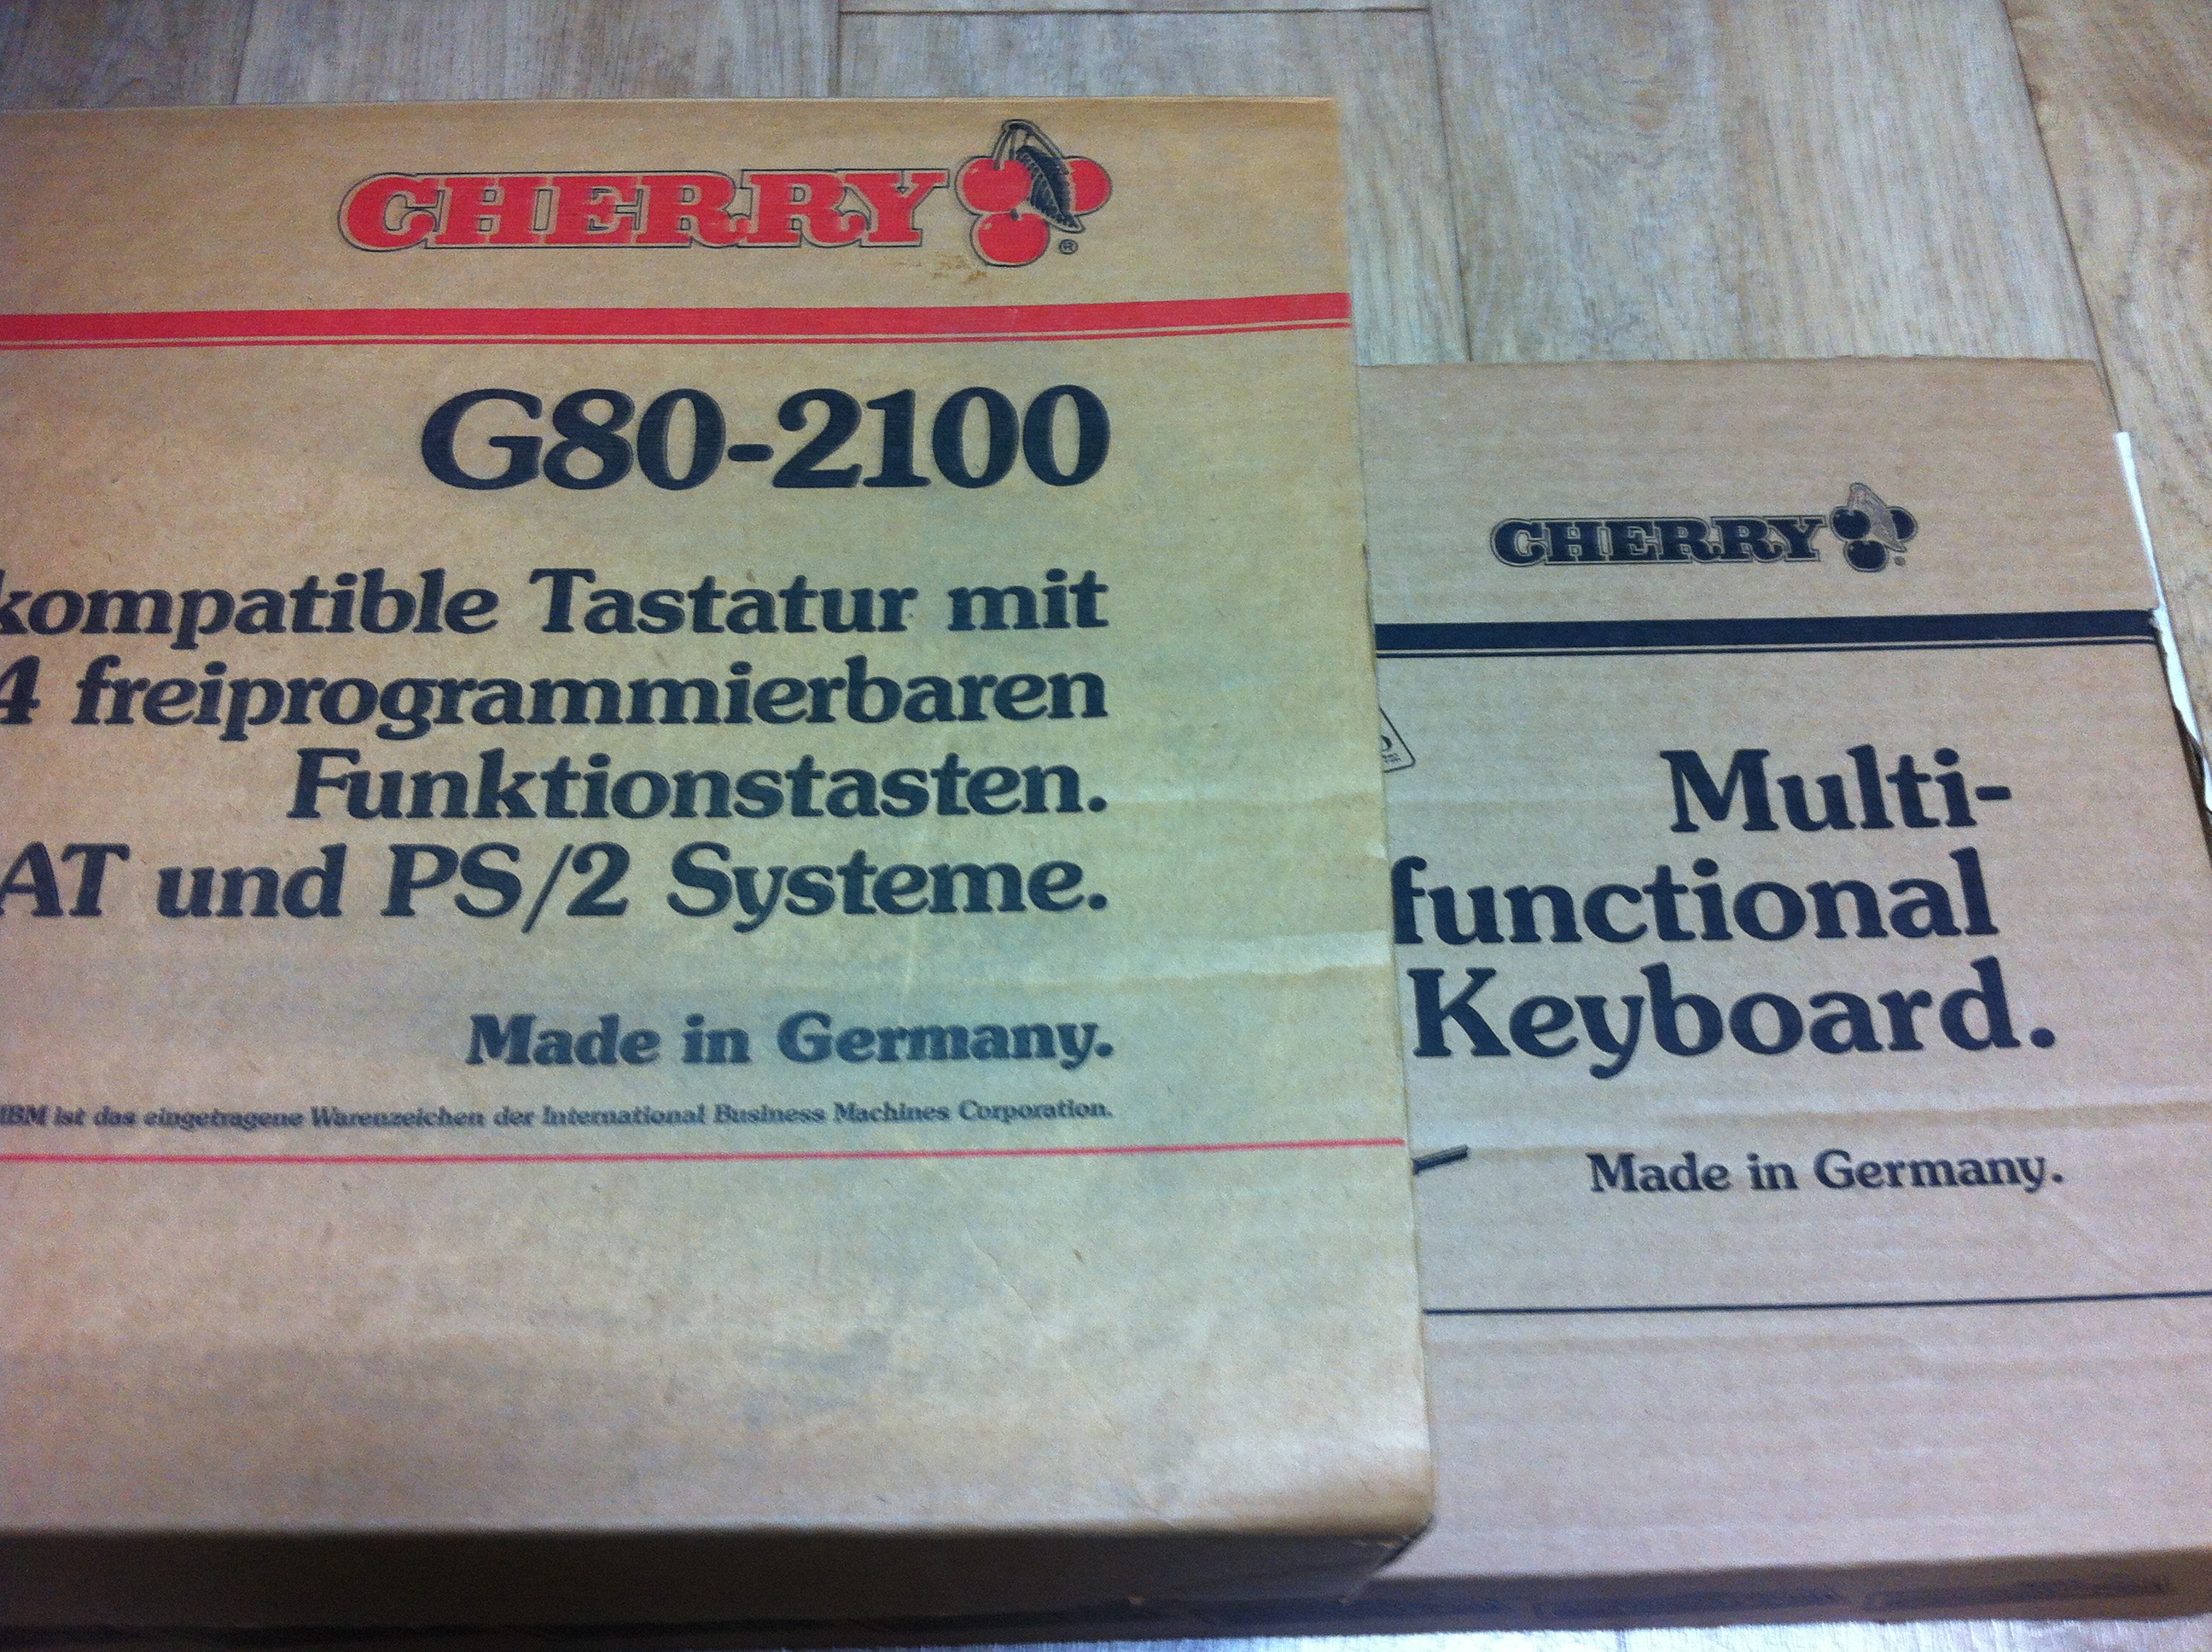 CHERRY ®
G80-2100
kompatible Tastatur mit
4 freiprogrammierbaren
Funktionstasten.
AT und PS/2 Systeme.
Made in Germany.
IBM ist das eingetragene Warenzeichen der International Business Machines Corporation.
CHERRY
Multi-
functional
Keyboard.
Made in Germany.